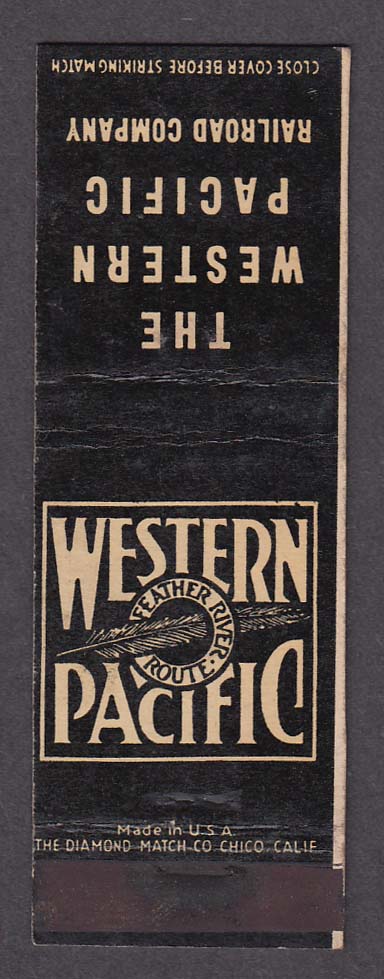 CLOSE COVER BEFORE STRIKING MATCH
THE
WESTERN
PACIFIC
RAILROAD COMPANY
WESTERN
FEATHER RIVER
ROUTE
PACIFIC
Made in U.S.A.
THE DIAMOND MATCH CO. CHICO, CALIF.